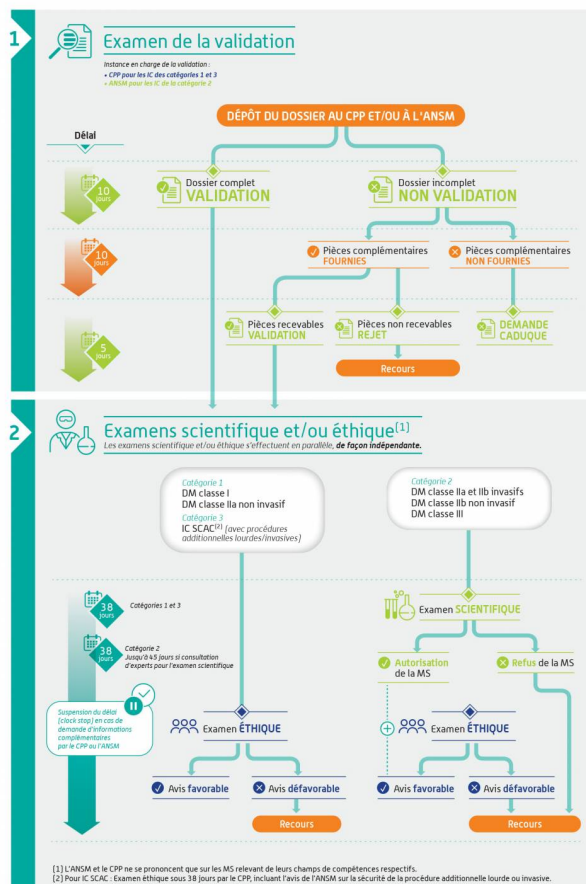 1
Examen de la validation
Instance en charge de la validation :
• CPP pour les IC des catégories 1 et 3
• ANSM pour les IC de la catégorie 2
DÉPÔT DU DOSSIER AU CPP ET/OU À L'ANSM
Délai
10
jours
Dossier complet
VALIDATION
Dossier incomplet
NON VALIDATION
10
jours
Pièces complémentaires
FOURNIES
Pièces complémentaires
NON FOURNIES
5
jours
Pièces recevables
VALIDATION
Pièces non recevables
REJET
DEMANDE
CADUQUE
Recours
2
Examens scientifique et/ou éthique[1]
Les examens scientifique et/ou éthique s'effectuent en parallèle, de façon indépendante.
Catégorie 1
DM classe I
DM classe IIa non invasif
Catégorie 3
IC SCAC[2] [avec procédures
additionnelles lourdes/invasives]
Catégorie 2
DM classe IIa et IIb invasifs
DM classe IIb non invasif
DM classe III
38
jours
Catégories 1 et 3
38
jours
Catégorie 2
Jusqu'à 45 jours si consultation
d'experts pour l'examen scientifique
Examen SCIENTIFIQUE
Autorisation
de la MS
Refus de la MS
Suspension du délai
[clock stop] en cas de
demande d'informations
complémentaires
par le CPP ou l'ANSM
Examen ÉTHIQUE
Examen ÉTHIQUE
Avis favorable
Avis défavorable
Avis favorable
Avis défavorable
Recours
Recours
[1] L'ANSM et le CPP ne se prononcent que sur les MS relevant de leurs champs de compétences respectifs.
[2] Pour IC SCAC : Examen éthique sous 38 jours par le CPP, incluant l'avis de l'ANSM sur la sécurité de la procédure additionnelle lourde ou invasive.